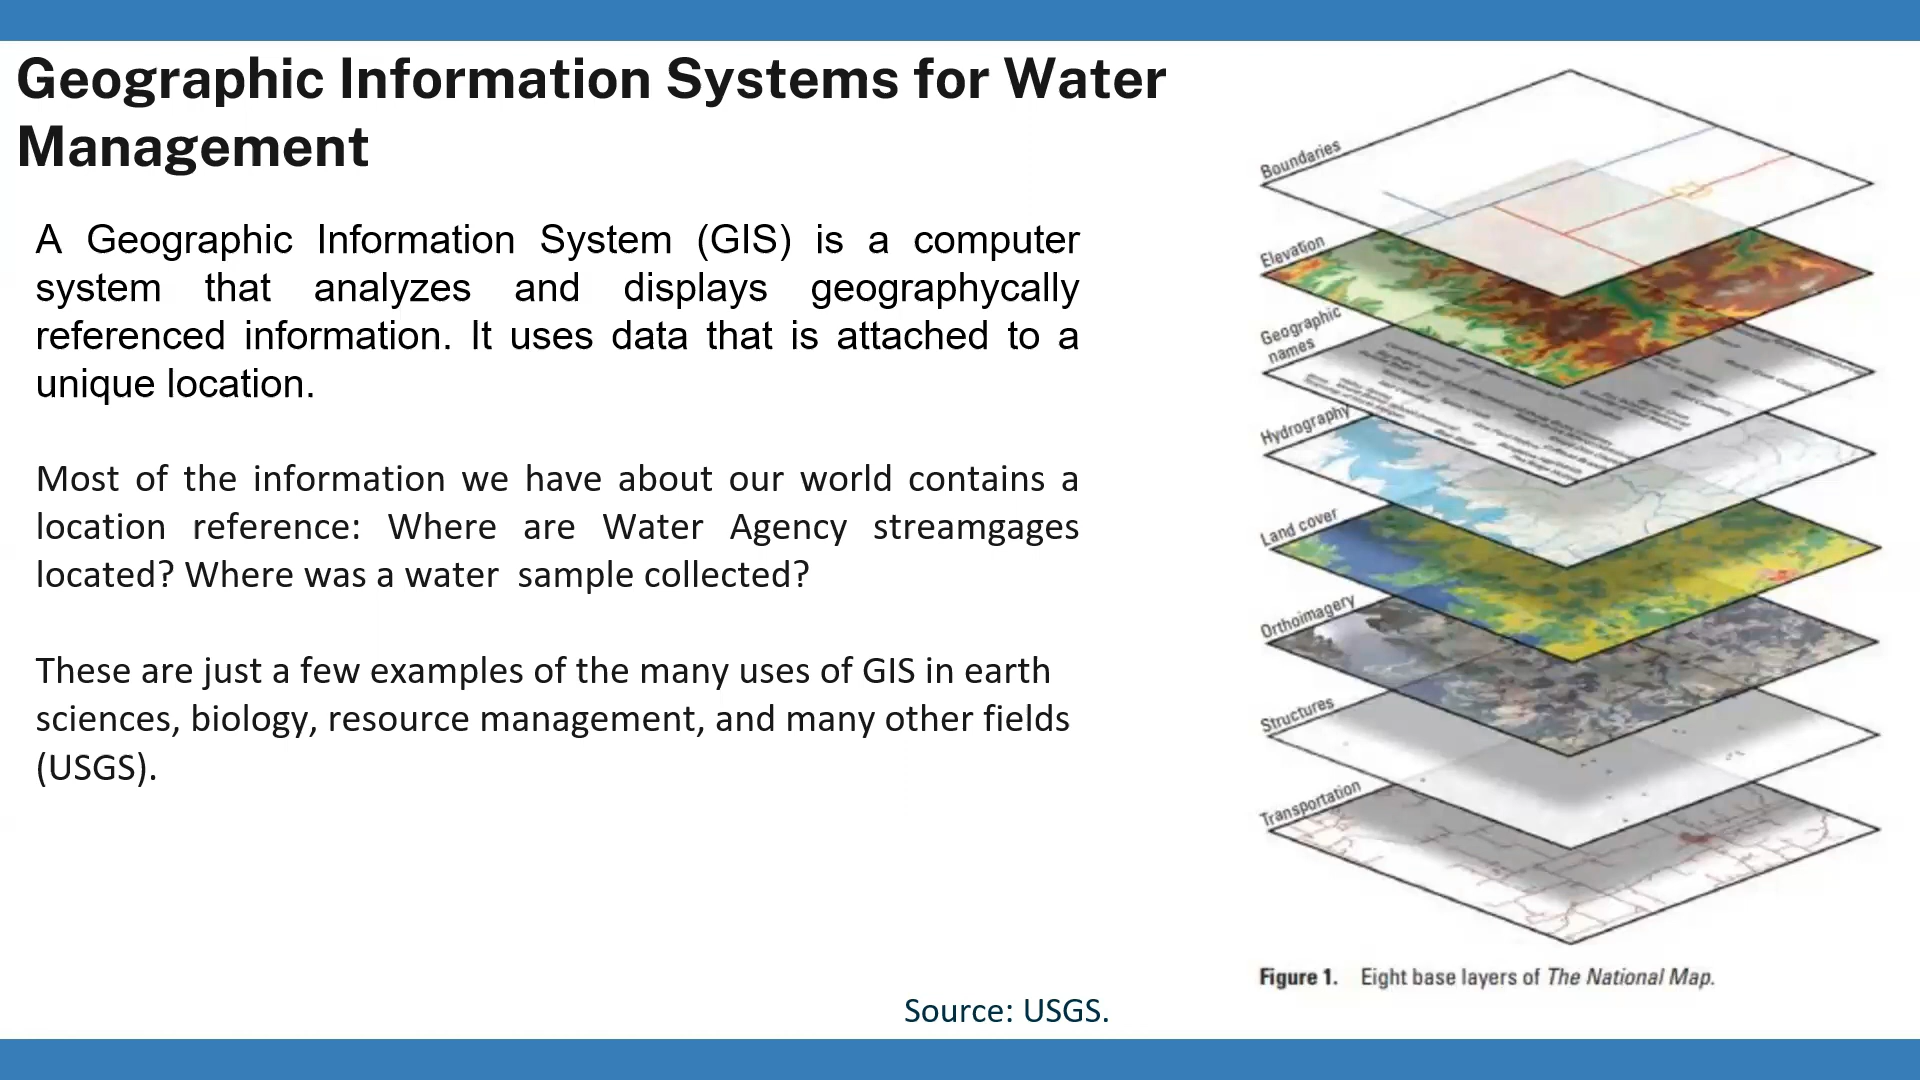 Geographic Information Systems for Water
Management
A Geographic Information System (GIS) is a computer
system that analyzes and displays geographycally
referenced information. It uses data that is attached to a
unique location.
Most of the information we have about our world contains a
location reference: Where are Water Agency streamgages
located? Where was a water sample collected?
These are just a few examples of the many uses of GIS in earth
sciences, biology, resource management, and many other fields
(USGS).
Source: USGS.
Boundaries
Elevation
Geographic
names
Hydrography
Land cover
Orthoimagery
Structures
Transportation
Figure 1. Eight base layers of The National Map.